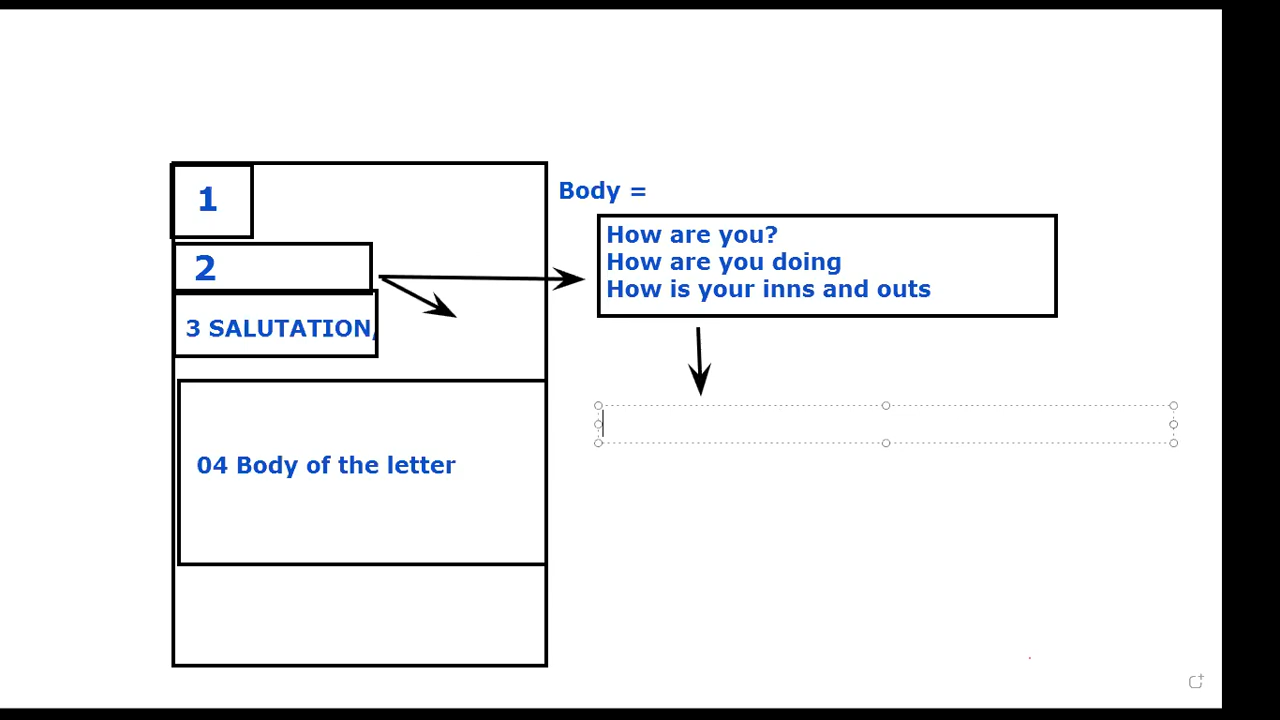 1
2
3 SALUTATION,
04 Body of the letter
Body =
How are you?
How are you doing
How is your inns and outs